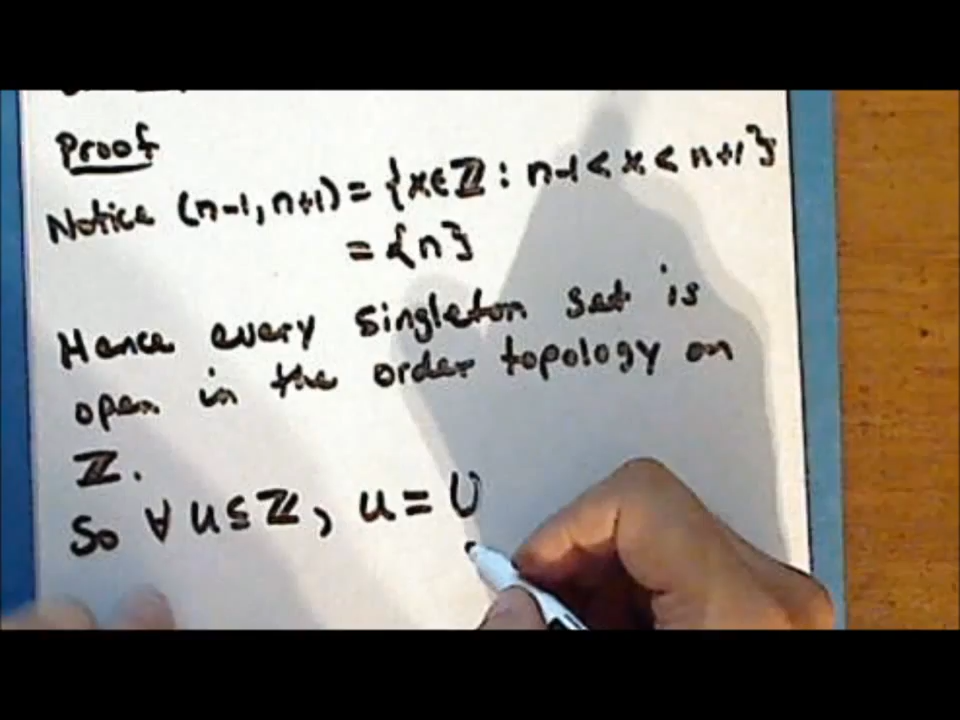 Proof
Notice (n-1, n+1) = {x∈ℤ : n-1 < x < n+1}
= {n}
Hence every singleton set is
open in the order topology on
ℤ.
So ∀ u ⊆ ℤ, u = ∪